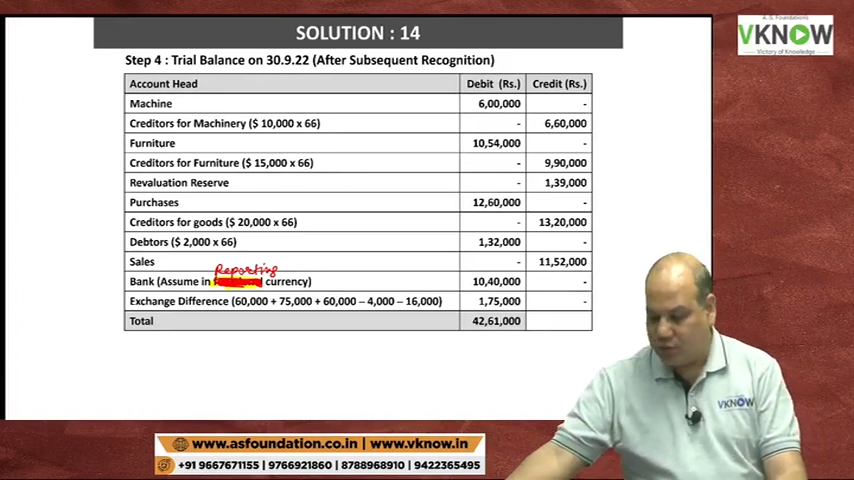 SOLUTION : 14
A. S. Foundation's
VKNOW
Victory of Knowledge
Step 4 : Trial Balance on 30.9.22 (After Subsequent Recognition)
Account Head Debit (Rs.) Credit (Rs.)
Machine 6,00,000 -
Creditors for Machinery ($ 10,000 x 66) - 6,60,000
Furniture 10,54,000 -
Creditors for Furniture ($ 15,000 x 66) - 9,90,000
Revaluation Reserve - 1,39,000
Purchases 12,60,000 -
Creditors for goods ($ 20,000 x 66) - 13,20,000
Debtors ($ 2,000 x 66) 1,32,000 -
Sales - 11,52,000
Reporting
Bank (Assume in currency) 10,40,000 -
Exchange Difference (60,000 + 75,000 + 60,000 – 4,000 – 16,000) 1,75,000 -
Total 42,61,000
VKNOW
www.asfoundation.co.in | www.vknow.in
+91 9667671155 | 9766921860 | 8788968910 | 9422365495